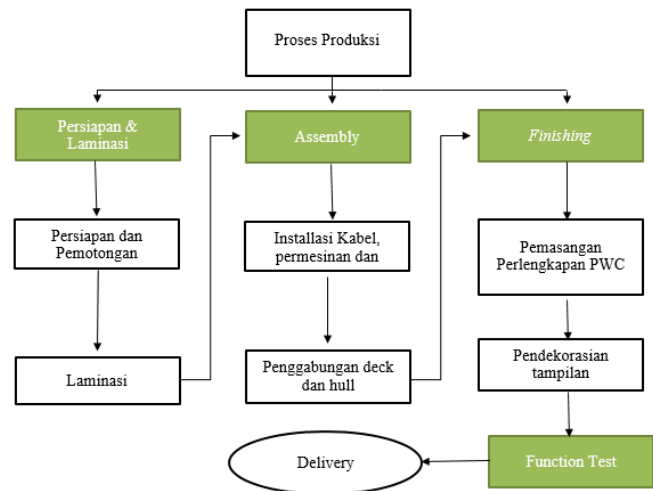 Proses Produksi
Persiapan &
Laminasi
Assembly
Finishing
Persiapan dan
Pemotongan
Installasi Kabel,
permesinan dan
Pemasangan
Perlengkapan PWC
Laminasi
Penggabungan deck
dan hull
Pendekorasian
tampilan
Delivery
Function Test